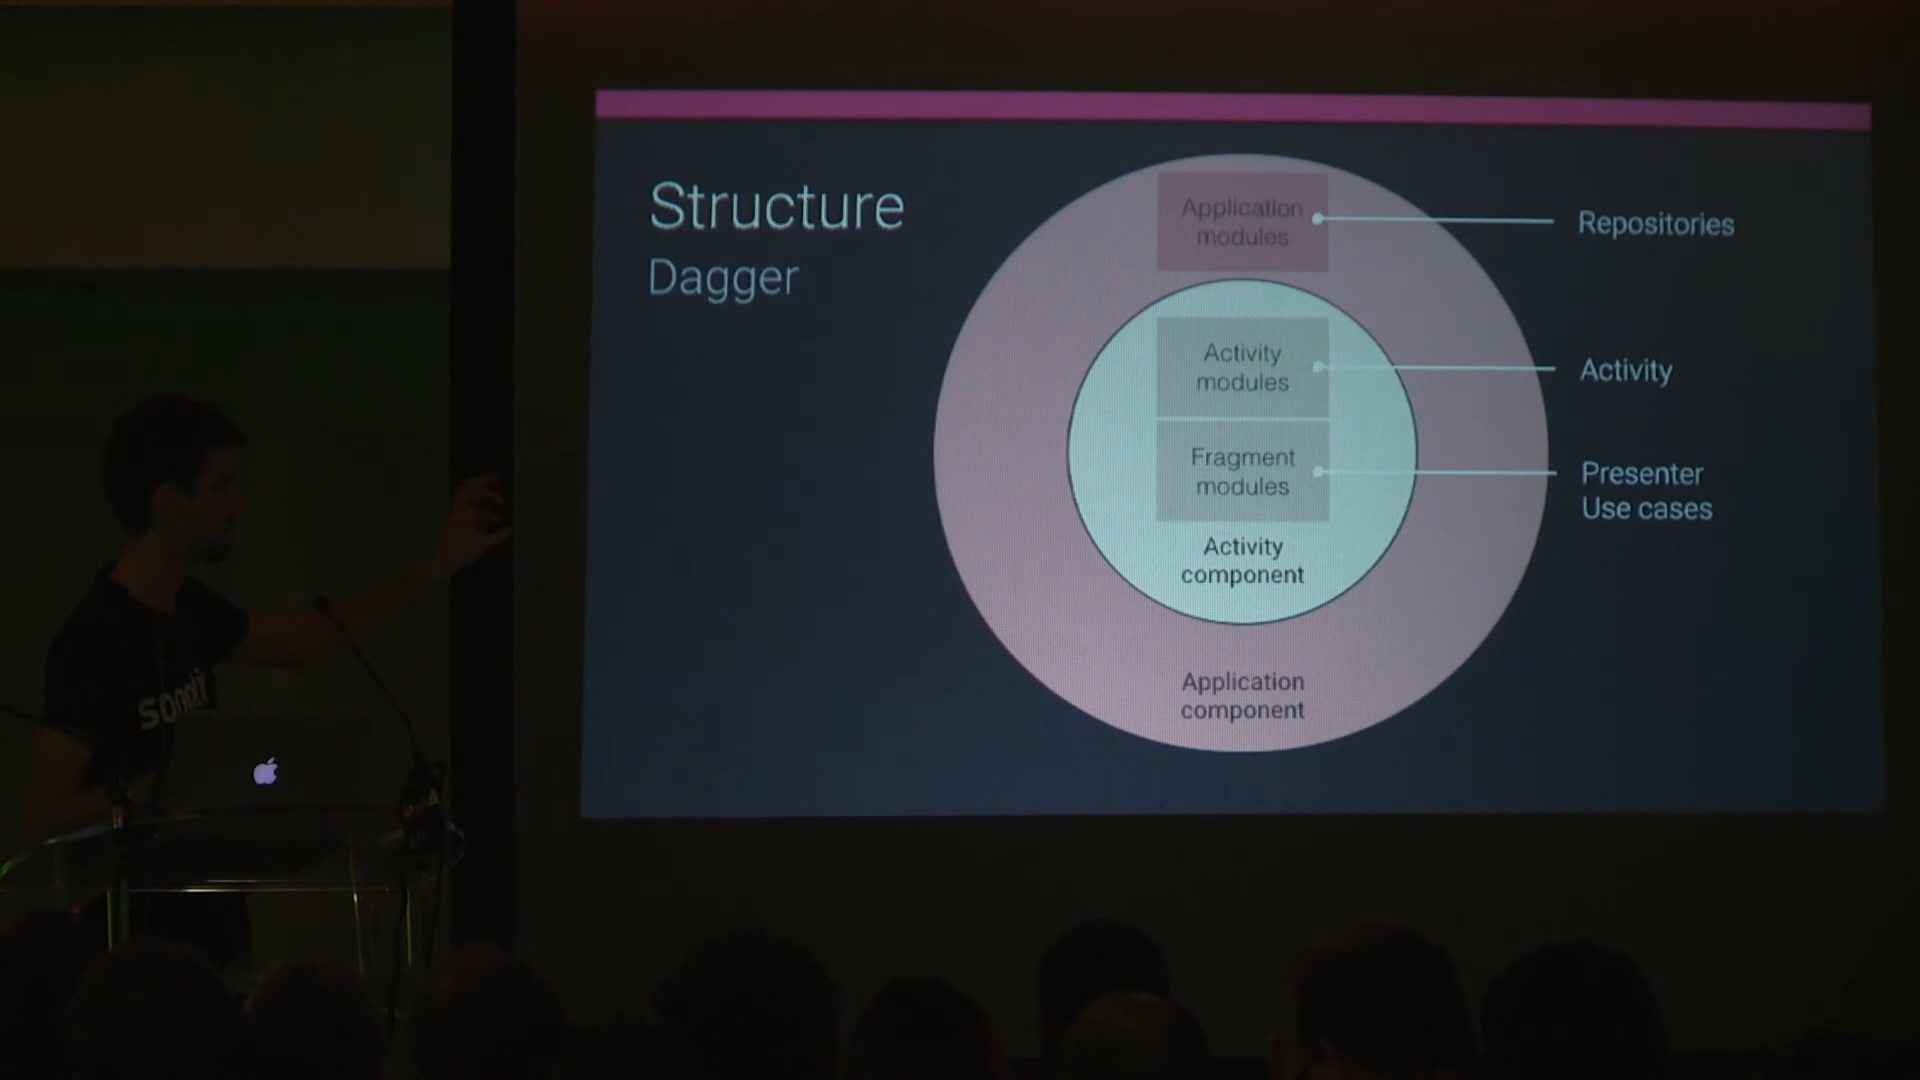 Structure
Dagger
Application
modules
Repositories
Activity
modules
Activity
Fragment
modules
Presenter
Use cases
Activity
component
Application
component